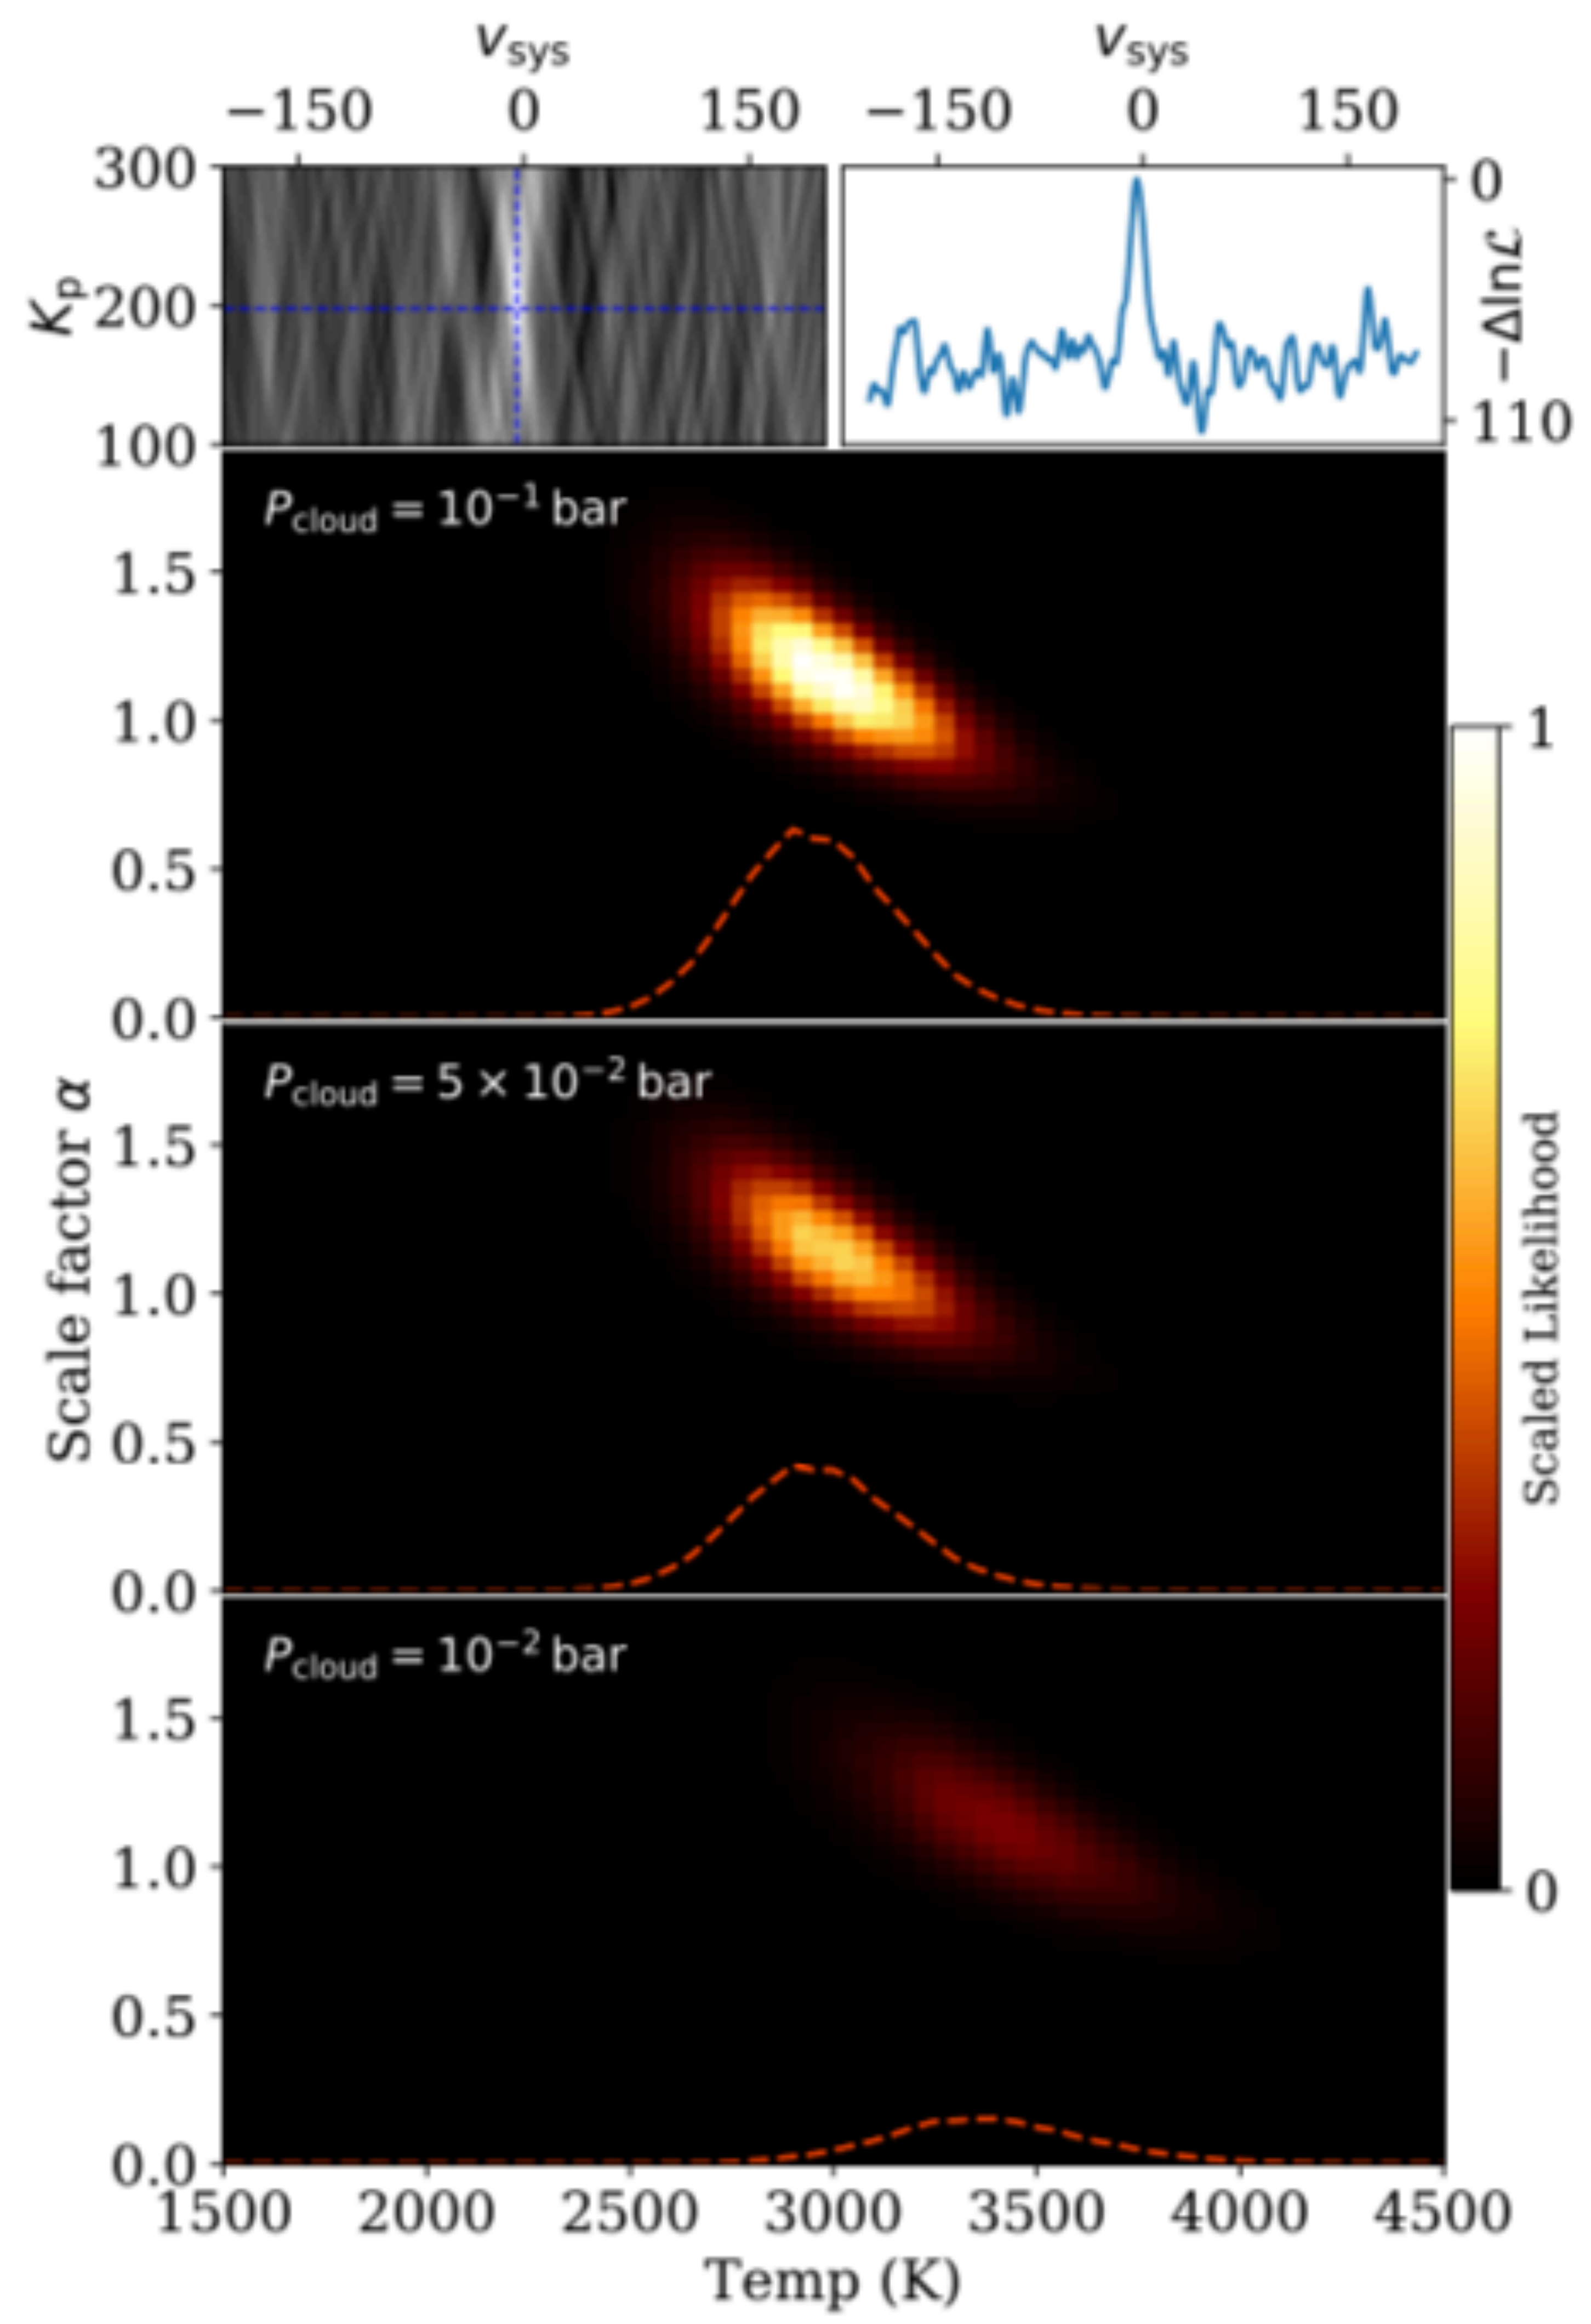 v_sys v_sys
−150 0 150 −150 0 150
300 0
K_p 200 −Δlnℒ
100 110
P_cloud = 10⁻¹ bar
1.5
1.0 1
0.5
0.0
P_cloud = 5 × 10⁻² bar
1.5
Scale factor α 1.0 Scaled Likelihood
0.5
0.0
P_cloud = 10⁻² bar
1.5
1.0 0
0.5
0.0
1500 2000 2500 3000 3500 4000 4500
Temp (K)